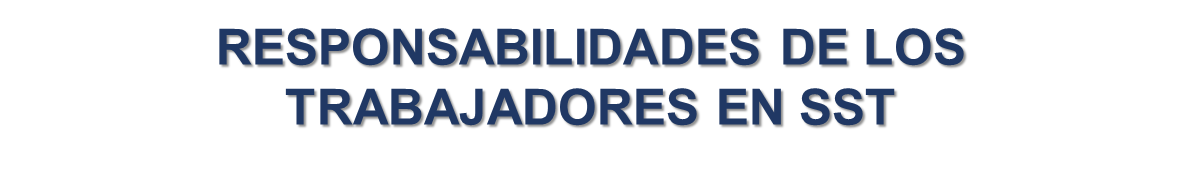 RESPONSABILIDADES DE LOS
TRABAJADORES EN SST